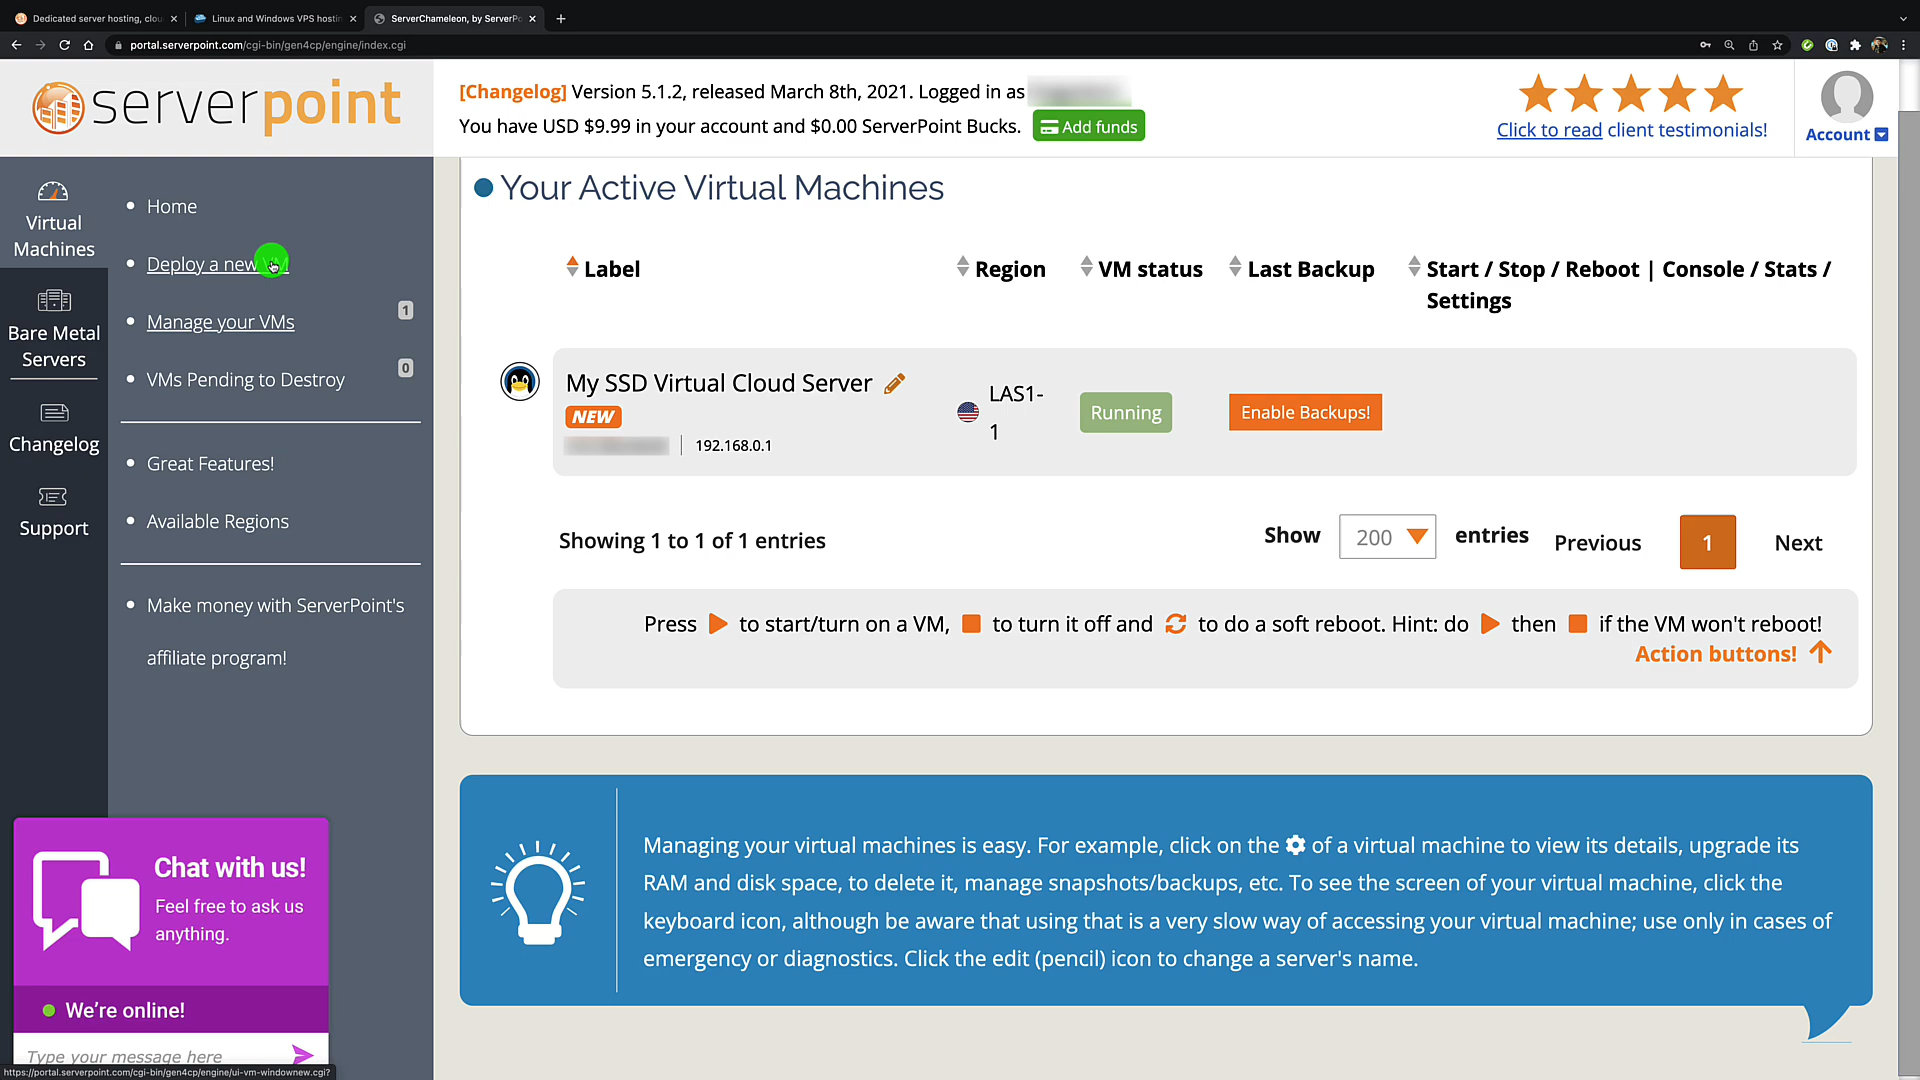 Dedicated server hosting, clou
Linux and Windows VPS hostin
ServerChameleon, by ServerPo
portal.serverpoint.com/cgi-bin/gen4cp/engine/index.cgi
serverpoint
[Changelog] Version 5.1.2, released March 8th, 2021. Logged in as
You have USD $9.99 in your account and $0.00 ServerPoint Bucks.
Add funds
Click to read client testimonials!
Account
Virtual
Machines
Bare Metal
Servers
Changelog
Support
Home
Deploy a new VM
Manage your VMs
1
VMs Pending to Destroy
0
Great Features!
Available Regions
Make money with ServerPoint's
affiliate program!
Your Active Virtual Machines
Label
Region
VM status
Last Backup
Start / Stop / Reboot | Console / Stats /
Settings
My SSD Virtual Cloud Server
NEW
192.168.0.1
LAS1-
1
Running
Enable Backups!
Showing 1 to 1 of 1 entries
Show 200 entries
Previous 1 Next
Press to start/turn on a VM, to turn it off and to do a soft reboot. Hint: do then if the VM won't reboot!
Action buttons!
Managing your virtual machines is easy. For example, click on the of a virtual machine to view its details, upgrade its
RAM and disk space, to delete it, manage snapshots/backups, etc. To see the screen of your virtual machine, click the
keyboard icon, although be aware that using that is a very slow way of accessing your virtual machine; use only in cases of
emergency or diagnostics. Click the edit (pencil) icon to change a server's name.
Chat with us!
Feel free to ask us
anything.
We're online!
Type your message here
https://portal.serverpoint.com/cgi-bin/gen4cp/engine/ui-vm-windownew.cgi?